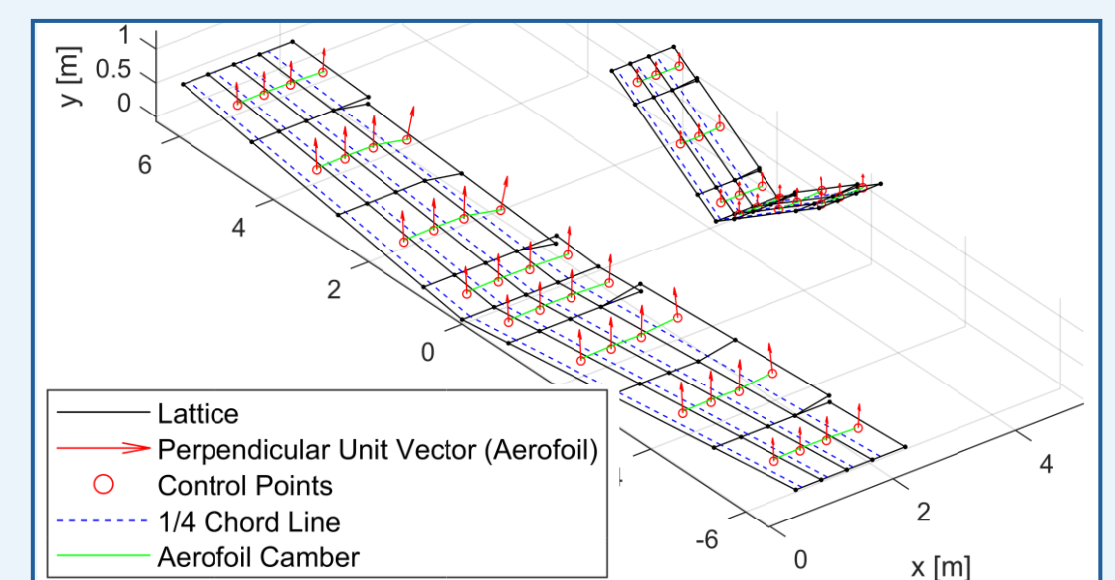 y [m]
1
0.5
0
6
4
2
0
-6
0
2
4
x [m]
Lattice
Perpendicular Unit Vector (Aerofoil)
Control Points
1/4 Chord Line
Aerofoil Camber